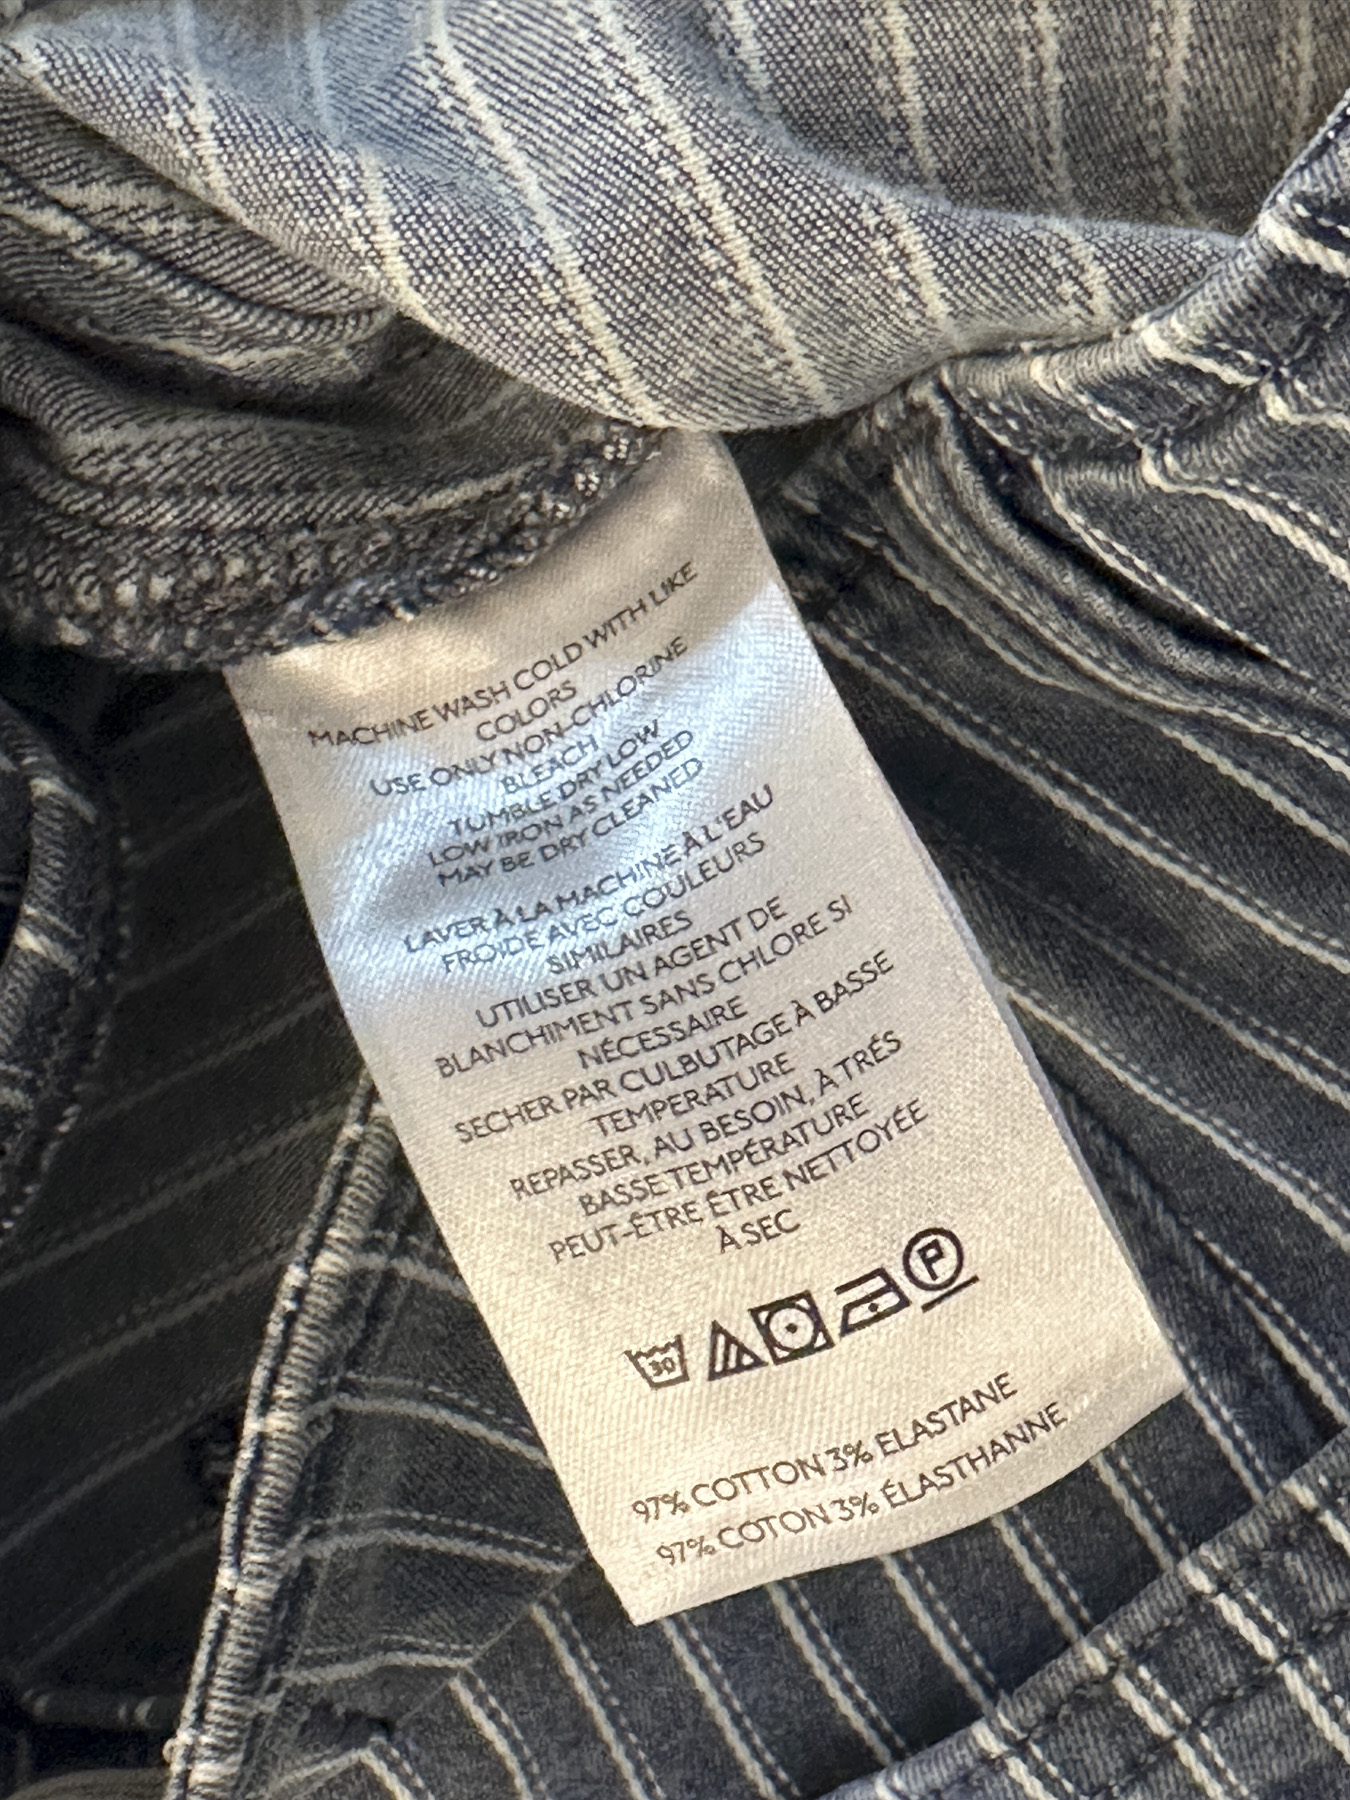 MACHINE WASH COLD WITH LIKE
COLORS
USE ONLY NON-CHLORINE
BLEACH
TUMBLE DRY LOW
LOW IRON AS NEEDED
MAY BE DRY CLEANED
LAVER À LA MACHINE À L'EAU
FROIDE AVEC COULEURS
SIMILAIRES
UTILISER UN AGENT DE
BLANCHIMENT SANS CHLORE SI
NÉCESSAIRE
SECHER PAR CULBUTAGE À BASSE
TEMPERATURE
REPASSER, AU BESOIN, À TRÉS
BASSE TEMPÉRATURE
PEUT-ÊTRE ÊTRE NETTOYÉE
À SEC
30 P
97% COTTON 3% ELASTANE
97% COTON 3% ÉLASTHANNE